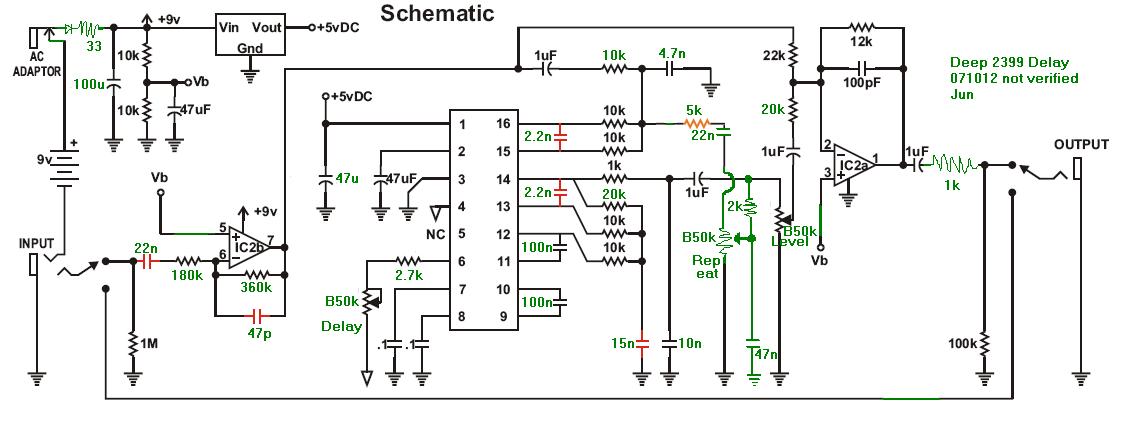 Schematic
+9v
Vin Vout
+5vDC
Gnd
33
AC
ADAPTOR
10k
100u
Vb
10k
47uF
9v
+
1uF
10k
4.7n
22k
12k
100pF
Deep 2399 Delay
071012 not verified
Jun
+5vDC
1
2
3
4
5
6
7
8
16
15
14
13
12
11
10
9
47u
47uF
NC
2.2n
10k
10k
5k
22n
1k
2.2n
20k
10k
10k
1uF
100n
100n
20k
1uF
2
3
IC2a
1
1uF
1k
OUTPUT
Vb
+9v
5
6
IC2b
7
INPUT
22n
180k
360k
47p
1M
2.7k
B50k
Delay
.1
.1
15n
10n
2k
B50k
Rep
eat
B50k
Level
47n
Vb
100k